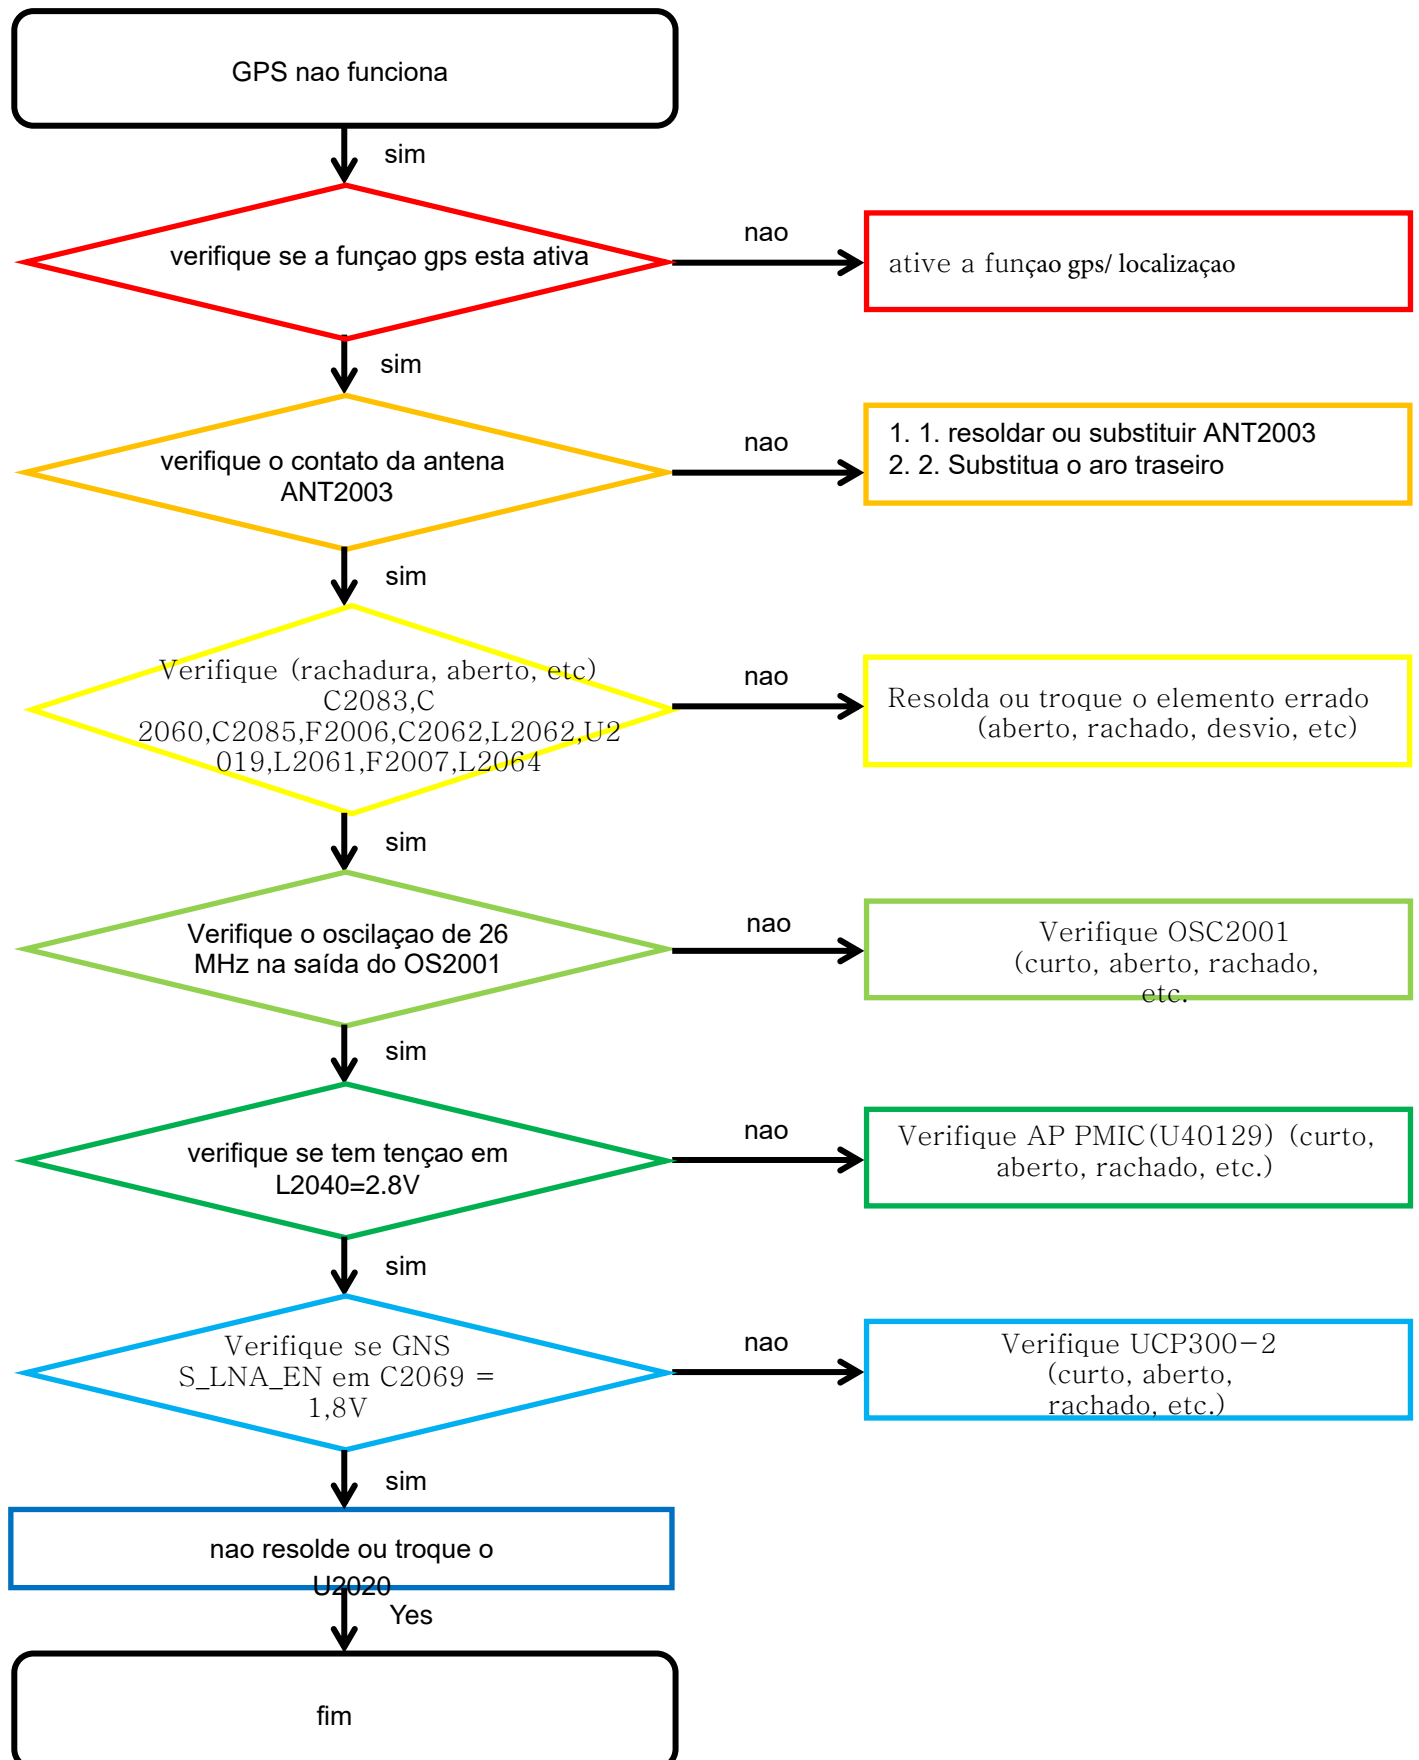 GPS nao funciona
sim
verifique se a funçao gps esta ativa
nao
ative a funçao gps/ localizaçao
sim
verifique o contato da antena
ANT2003
nao
1. 1. resoldar ou substituir ANT2003
2. 2. Substitua o aro traseiro
sim
Verifique (rachadura, aberto, etc)
C2083,C
2060,C2085,F2006,C2062,L2062,U2
019,L2061,F2007,L2064
nao
Resolda ou troque o elemento errado
(aberto, rachado, desvio, etc)
sim
Verifique o oscilaçao de 26
MHz na saída do OS2001
nao
Verifique OSC2001
(curto, aberto, rachado,
etc.
sim
verifique se tem tençao em
L2040=2.8V
nao
Verifique AP PMIC(U40129) (curto,
aberto, rachado, etc.)
sim
Verifique se GNS
S_LNA_EN em C2069 =
1,8V
nao
Verifique UCP300-2
(curto, aberto,
rachado, etc.)
sim
nao resolde ou troque o
U2020
Yes
fim